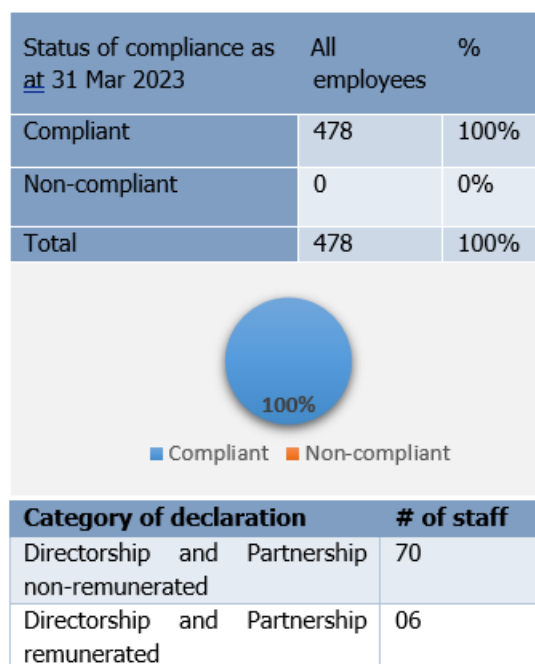 Status of compliance as All %
at 31 Mar 2023 employees
Compliant 478 100%
Non-compliant 0 0%
Total 478 100%
100%
Compliant Non-compliant
Category of declaration # of staff
Directorship and Partnership 70
non-remunerated
Directorship and Partnership 06
remunerated